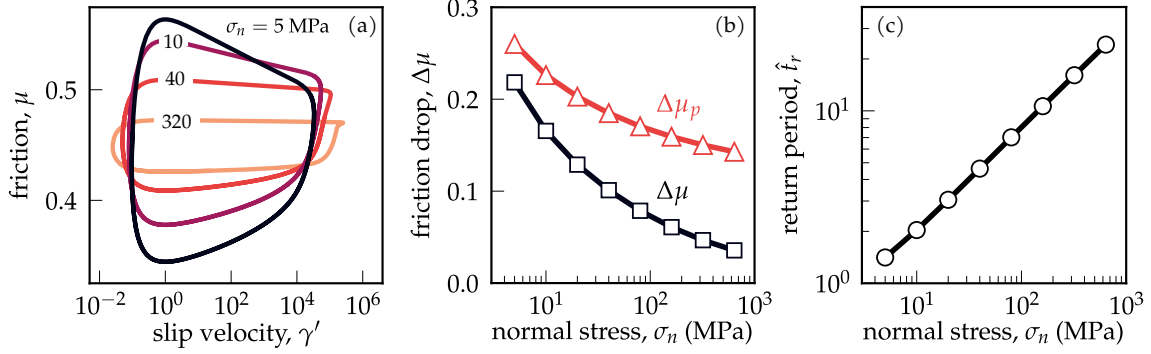 (a)
σn = 5 MPa
10
40
320
0.5
0.4
friction, μ
10−2
100
102
104
106
slip velocity, γ′
(b)
0.3
0.2
0.1
0.0
friction drop, Δμ
Δμp
Δμ
101
102
103
normal stress, σn (MPa)
(c)
101
100
return period, t̂r
101
102
103
normal stress, σn (MPa)